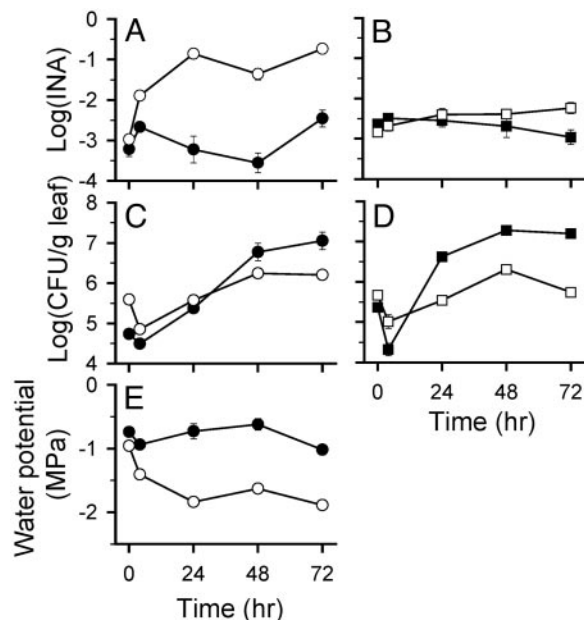 A
B
Log(INA)
0
-1
-2
-3
-4
C
D
Log(CFU/g leaf)
8
7
6
5
4
0 24 48 72
Time (hr)
E
Water potential
(MPa)
0
-1
-2
0 24 48 72
Time (hr)